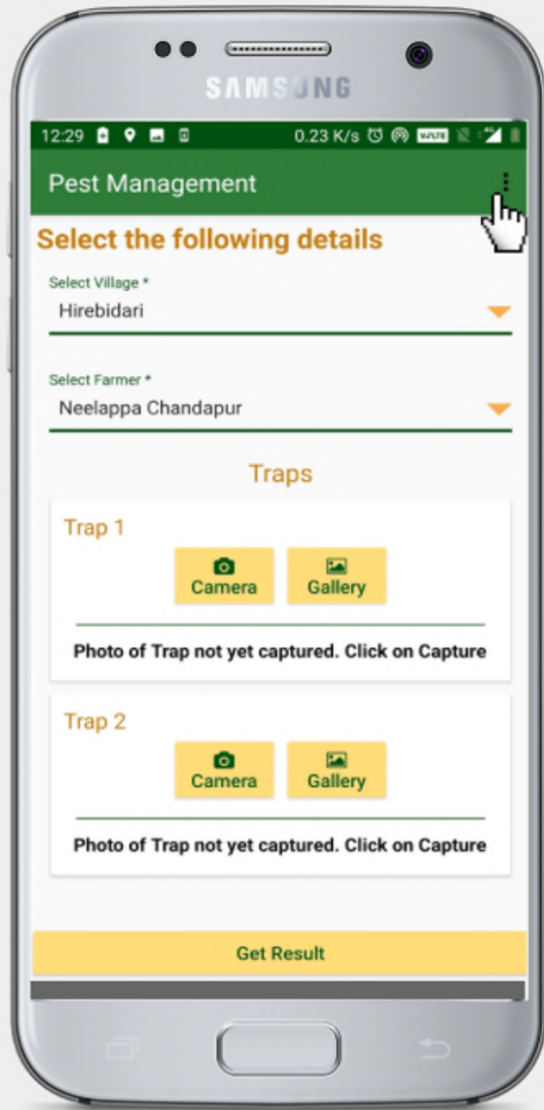 SAMSUNG
12:29 0.23 K/s VoLTE 4G
Pest Management
Select the following details
Select Village *
Hirebidari
Select Farmer *
Neelappa Chandapur
Traps
Trap 1
Camera Gallery
Photo of Trap not yet captured. Click on Capture
Trap 2
Camera Gallery
Photo of Trap not yet captured. Click on Capture
Get Result